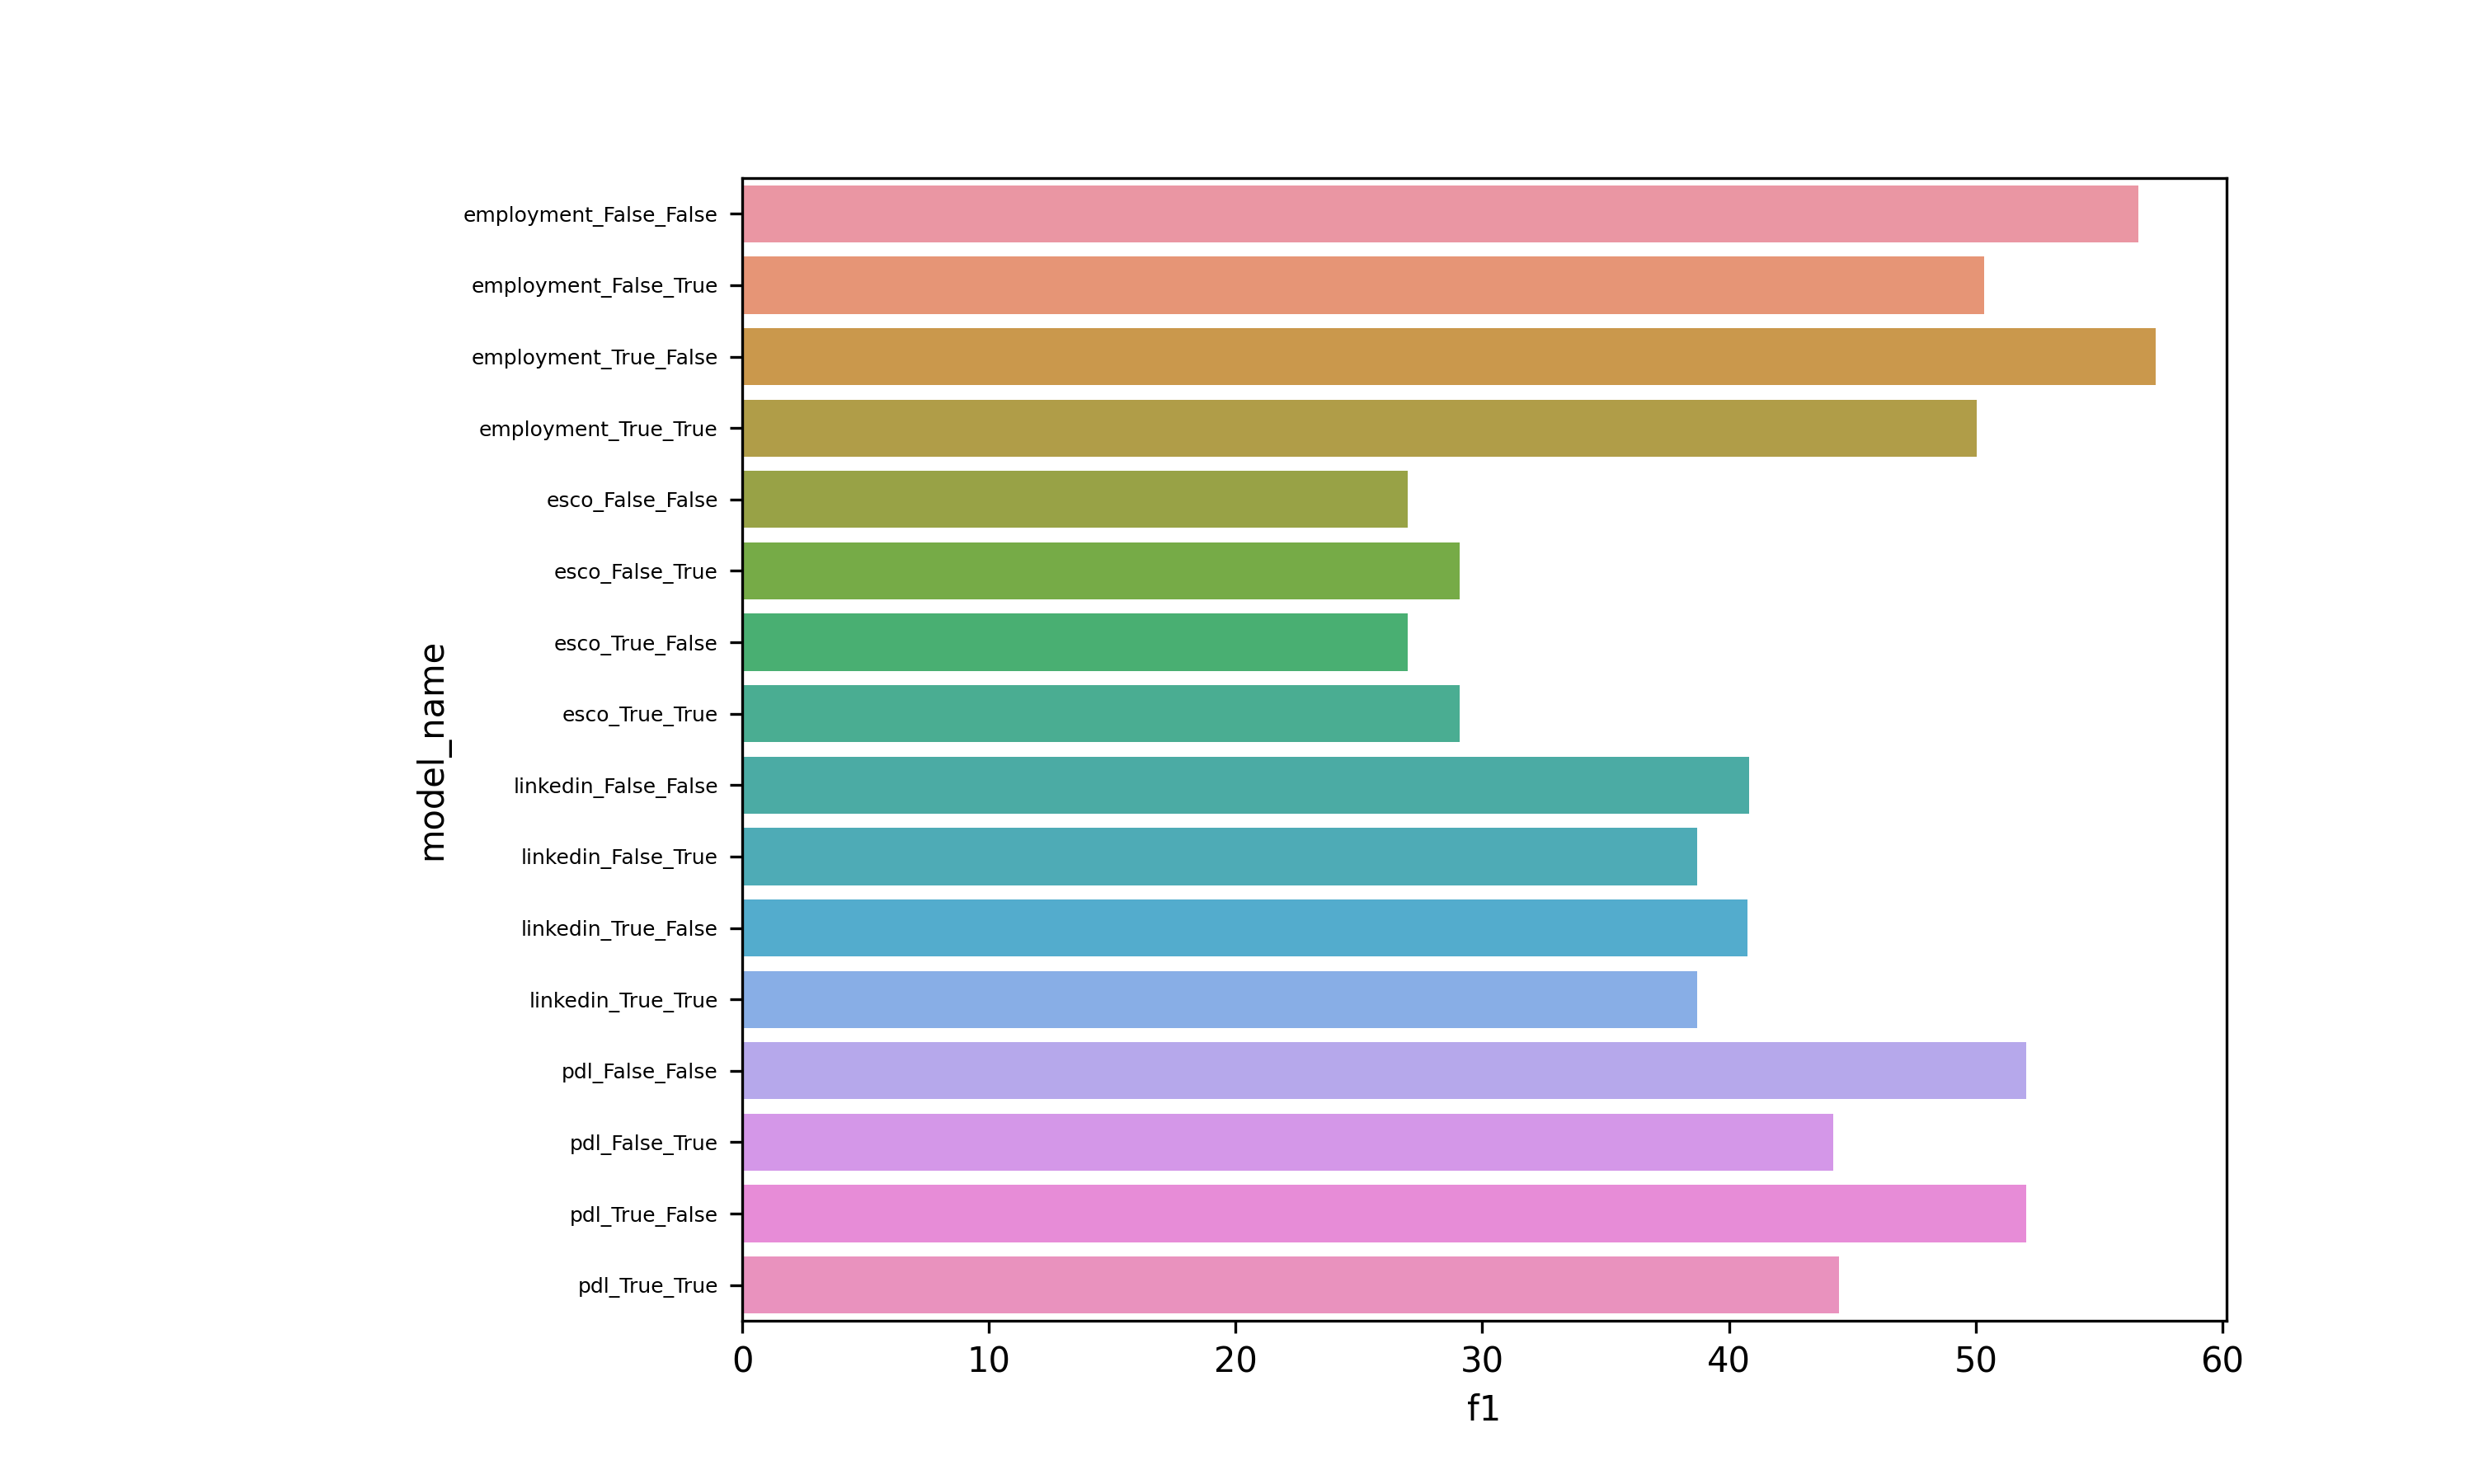 model_name
employment_False_False
employment_False_True
employment_True_False
employment_True_True
esco_False_False
esco_False_True
esco_True_False
esco_True_True
linkedin_False_False
linkedin_False_True
linkedin_True_False
linkedin_True_True
pdl_False_False
pdl_False_True
pdl_True_False
pdl_True_True
0 10 20 30 40 50 60
f1